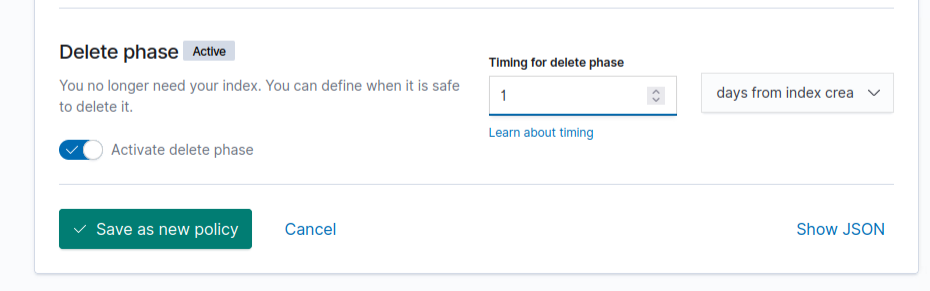 Delete phase Active
You no longer need your index. You can define when it is safe
to delete it.
Activate delete phase
Timing for delete phase
1
days from index crea
Learn about timing
Save as new policy
Cancel
Show JSON